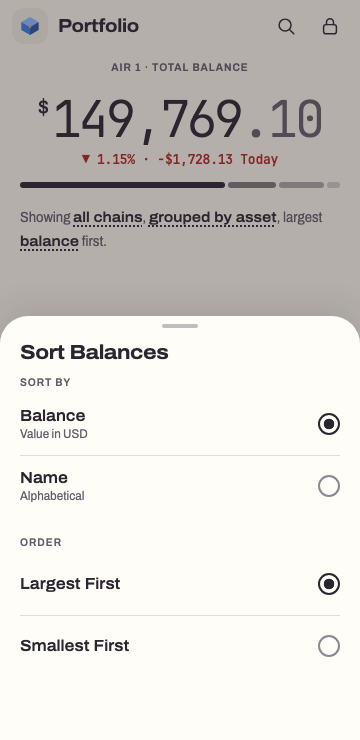 Portfolio
AIR 1 · TOTAL BALANCE
$149,769.10
▼ 1.15% · -$1,728.13 Today
Showing all chains, grouped by asset, largest
balance first.
Sort Balances
SORT BY
Balance
Value in USD
Name
Alphabetical
ORDER
Largest First
Smallest First